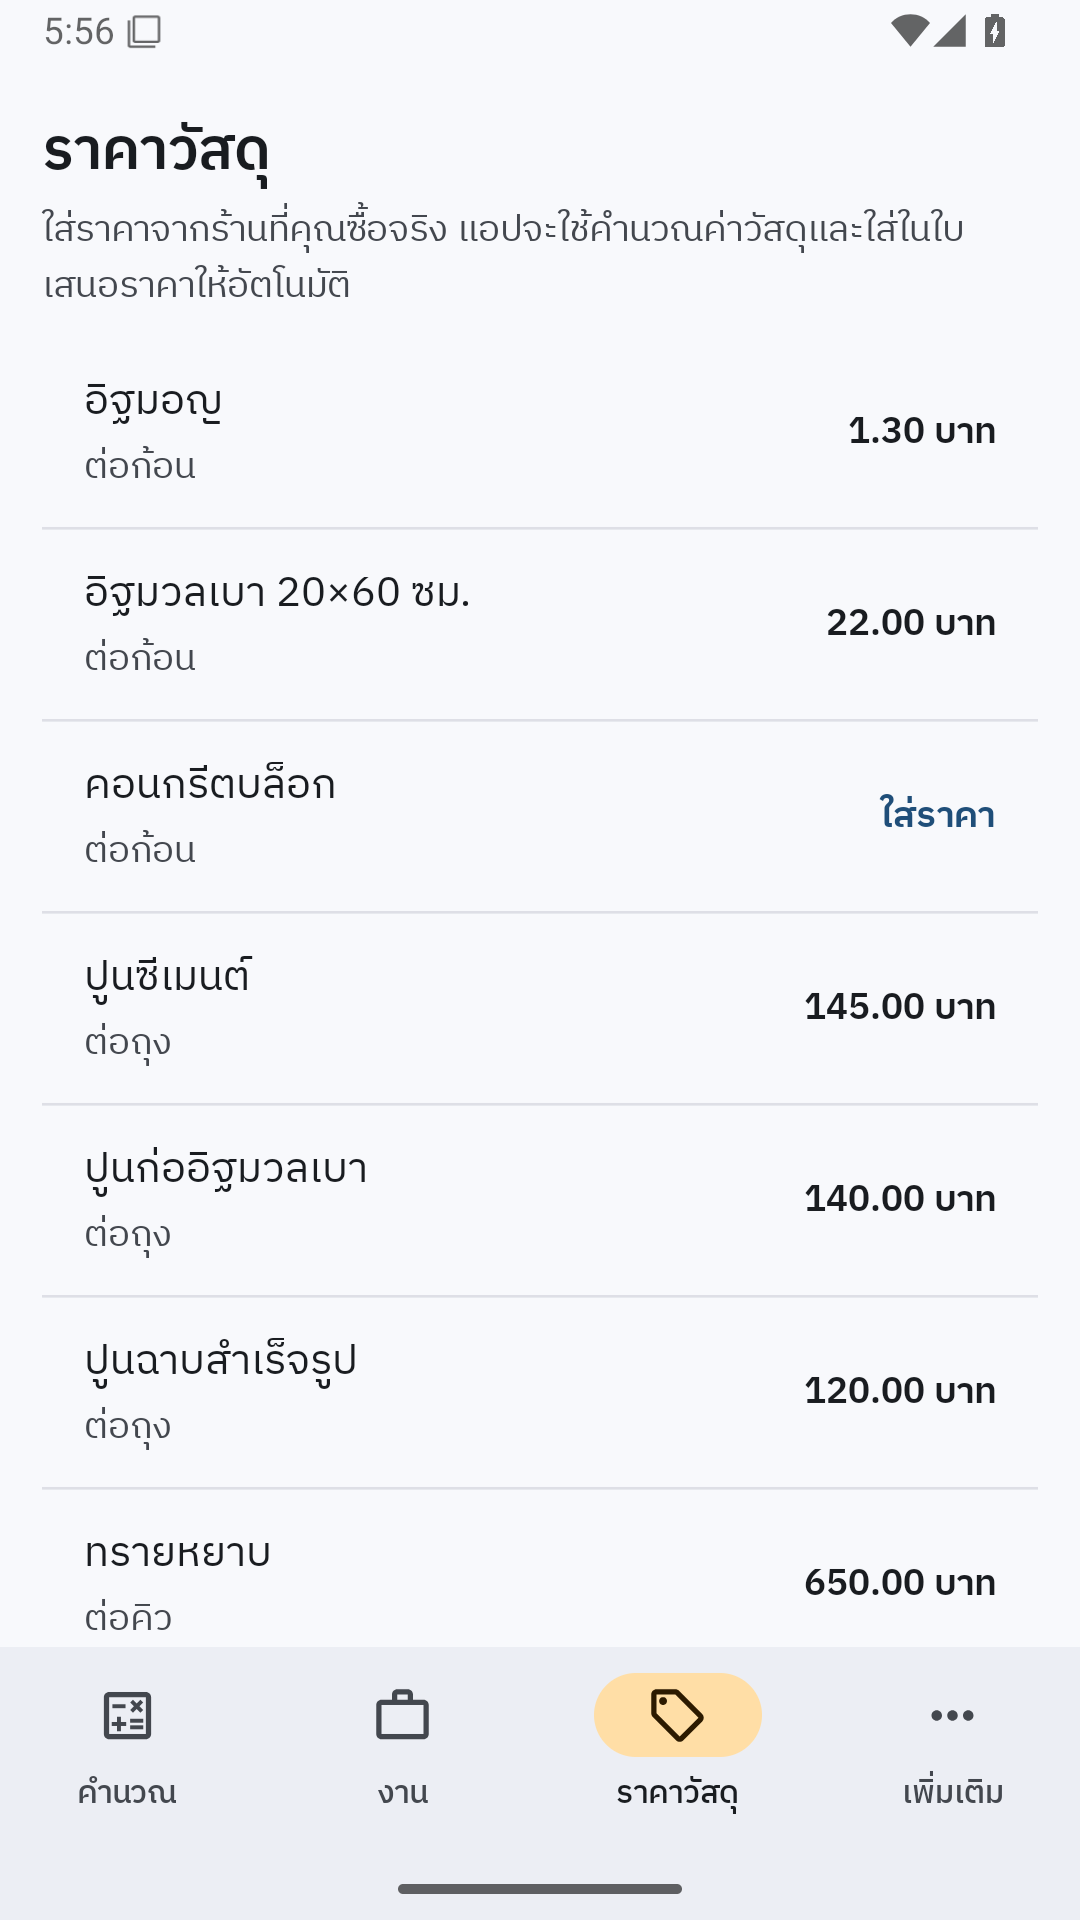 5:56
ราคาวัสดุ
ใส่ราคาจากร้านที่คุณซื้อจริง แอปจะใช้คำนวณค่าวัสดุและใส่ในใบ
เสนอราคาให้อัตโนมัติ
อิฐมอญ
ต่อก้อน
1.30 บาท
อิฐมวลเบา 20×60 ซม.
ต่อก้อน
22.00 บาท
คอนกรีตบล็อก
ต่อก้อน
ใส่ราคา
ปูนซีเมนต์
ต่อถุง
145.00 บาท
ปูนก่ออิฐมวลเบา
ต่อถุง
140.00 บาท
ปูนฉาบสำเร็จรูป
ต่อถุง
120.00 บาท
ทรายหยาบ
ต่อคิว
650.00 บาท
คำนวณ
งาน
ราคาวัสดุ
เพิ่มเติม